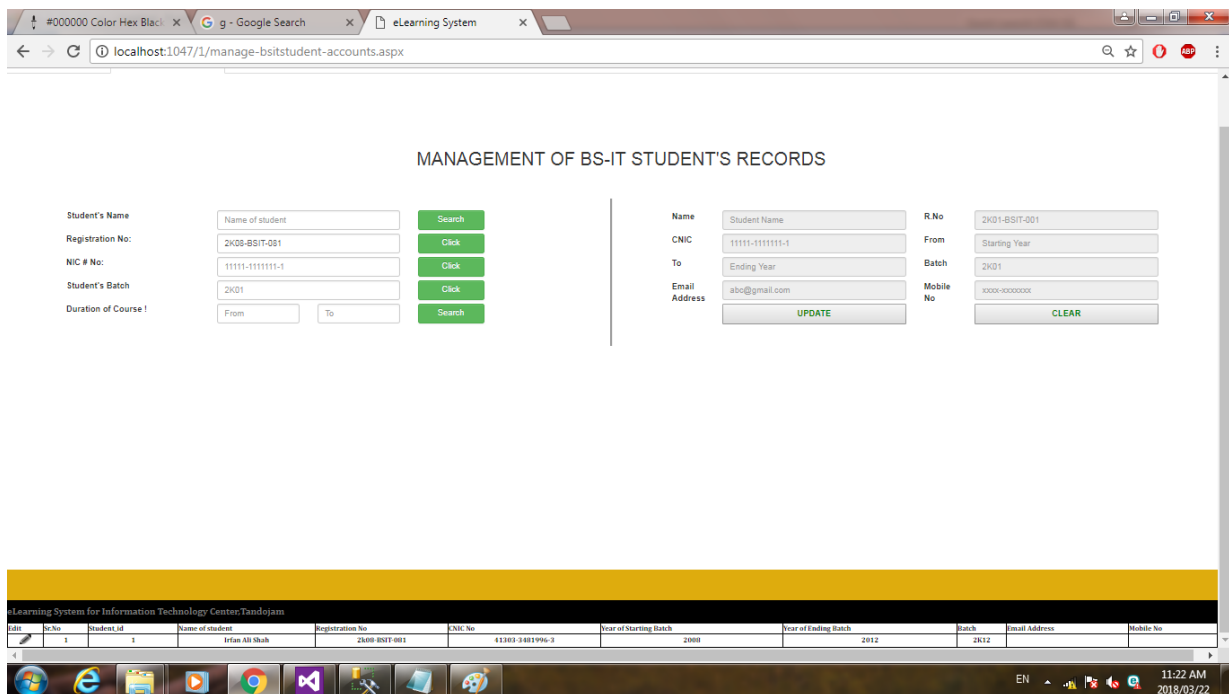 #000000 Color Hex Black
g - Google Search
eLearning System
localhost:1047/1/manage-bsitstudent-accounts.aspx
ABP
MANAGEMENT OF BS-IT STUDENT'S RECORDS
Student's Name Name of student Search
Registration No: 2K08-BSIT-081 Click
NIC # No: 11111-1111111-1 Click
Student's Batch 2K01 Click
Duration of Course ! From To Search
Name Student Name R.No 2K01-BSIT-001
CNIC 11111-1111111-1 From Starting Year
To Ending Year Batch 2K01
Email Address abc@gmail.com Mobile No xxxx-xxxxxxx
UPDATE CLEAR
eLearning System for Information Technology Center,Tandojam
Edit Sr.No Student_id Name of student Registration No CNIC No Year of Starting Batch Year of Ending Batch Batch Email Address Mobile No
1 1 Irfan Ali Shah 2k08-BSIT-081 41303-3481996-3 2008 2012 2K12
EN 11:22 AM
2018/03/22